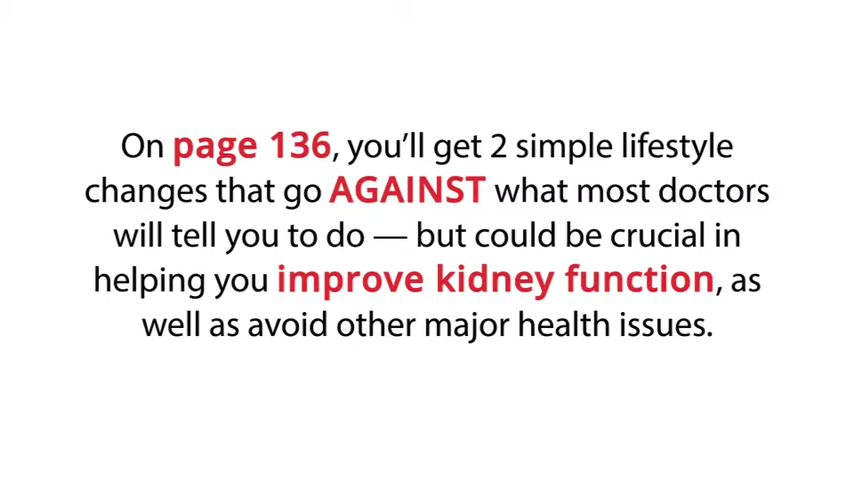 On page 136, you’ll get 2 simple lifestyle
changes that go AGAINST what most doctors
will tell you to do — but could be crucial in
helping you improve kidney function, as
well as avoid other major health issues.